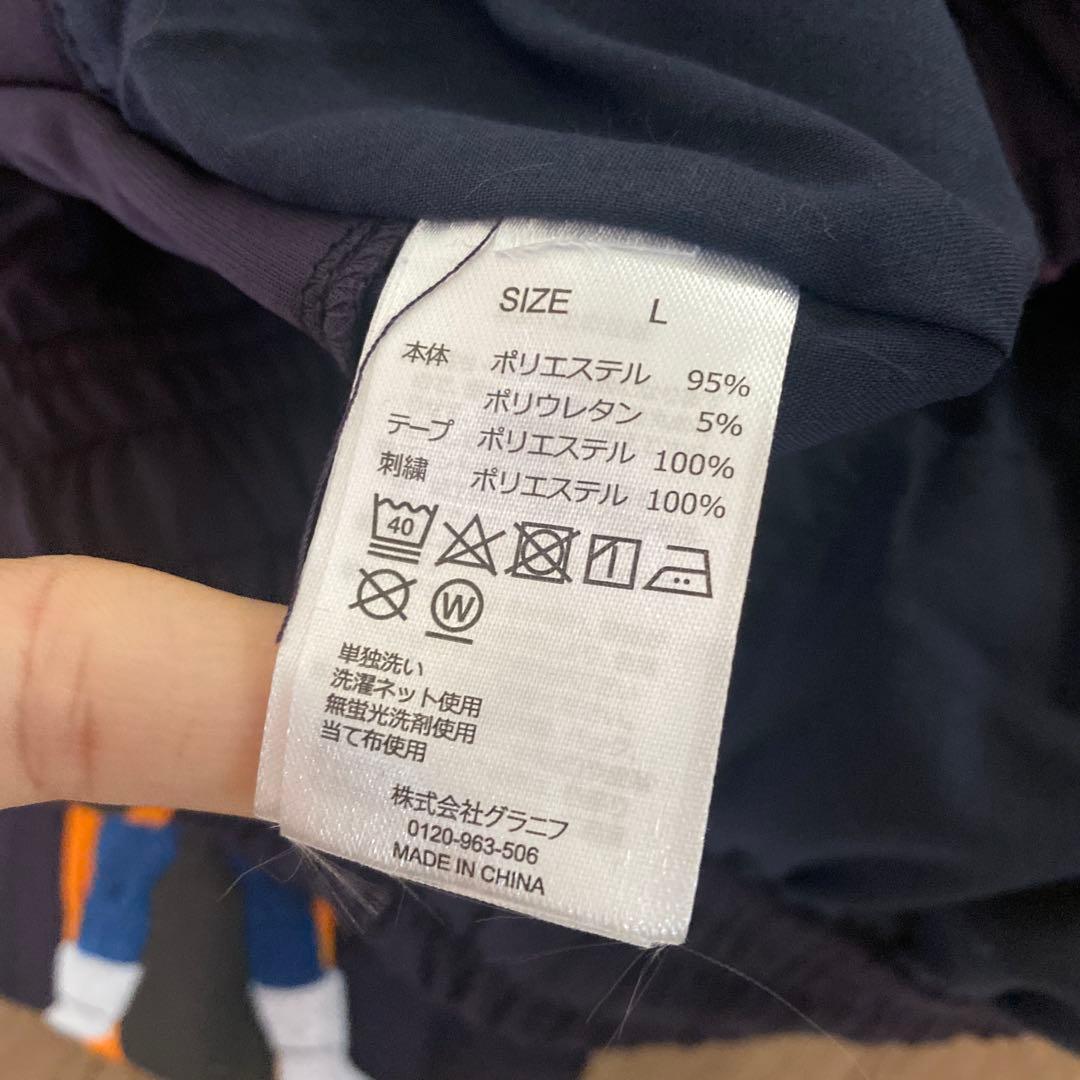 SIZE L
本体 ポリエステル 95%
ポリウレタン 5%
テープ ポリエステル 100%
刺繍 ポリエステル 100%
40
W
単独洗い
洗濯ネット使用
無蛍光洗剤使用
当て布使用
株式会社グラニフ
0120-963-506
MADE IN CHINA